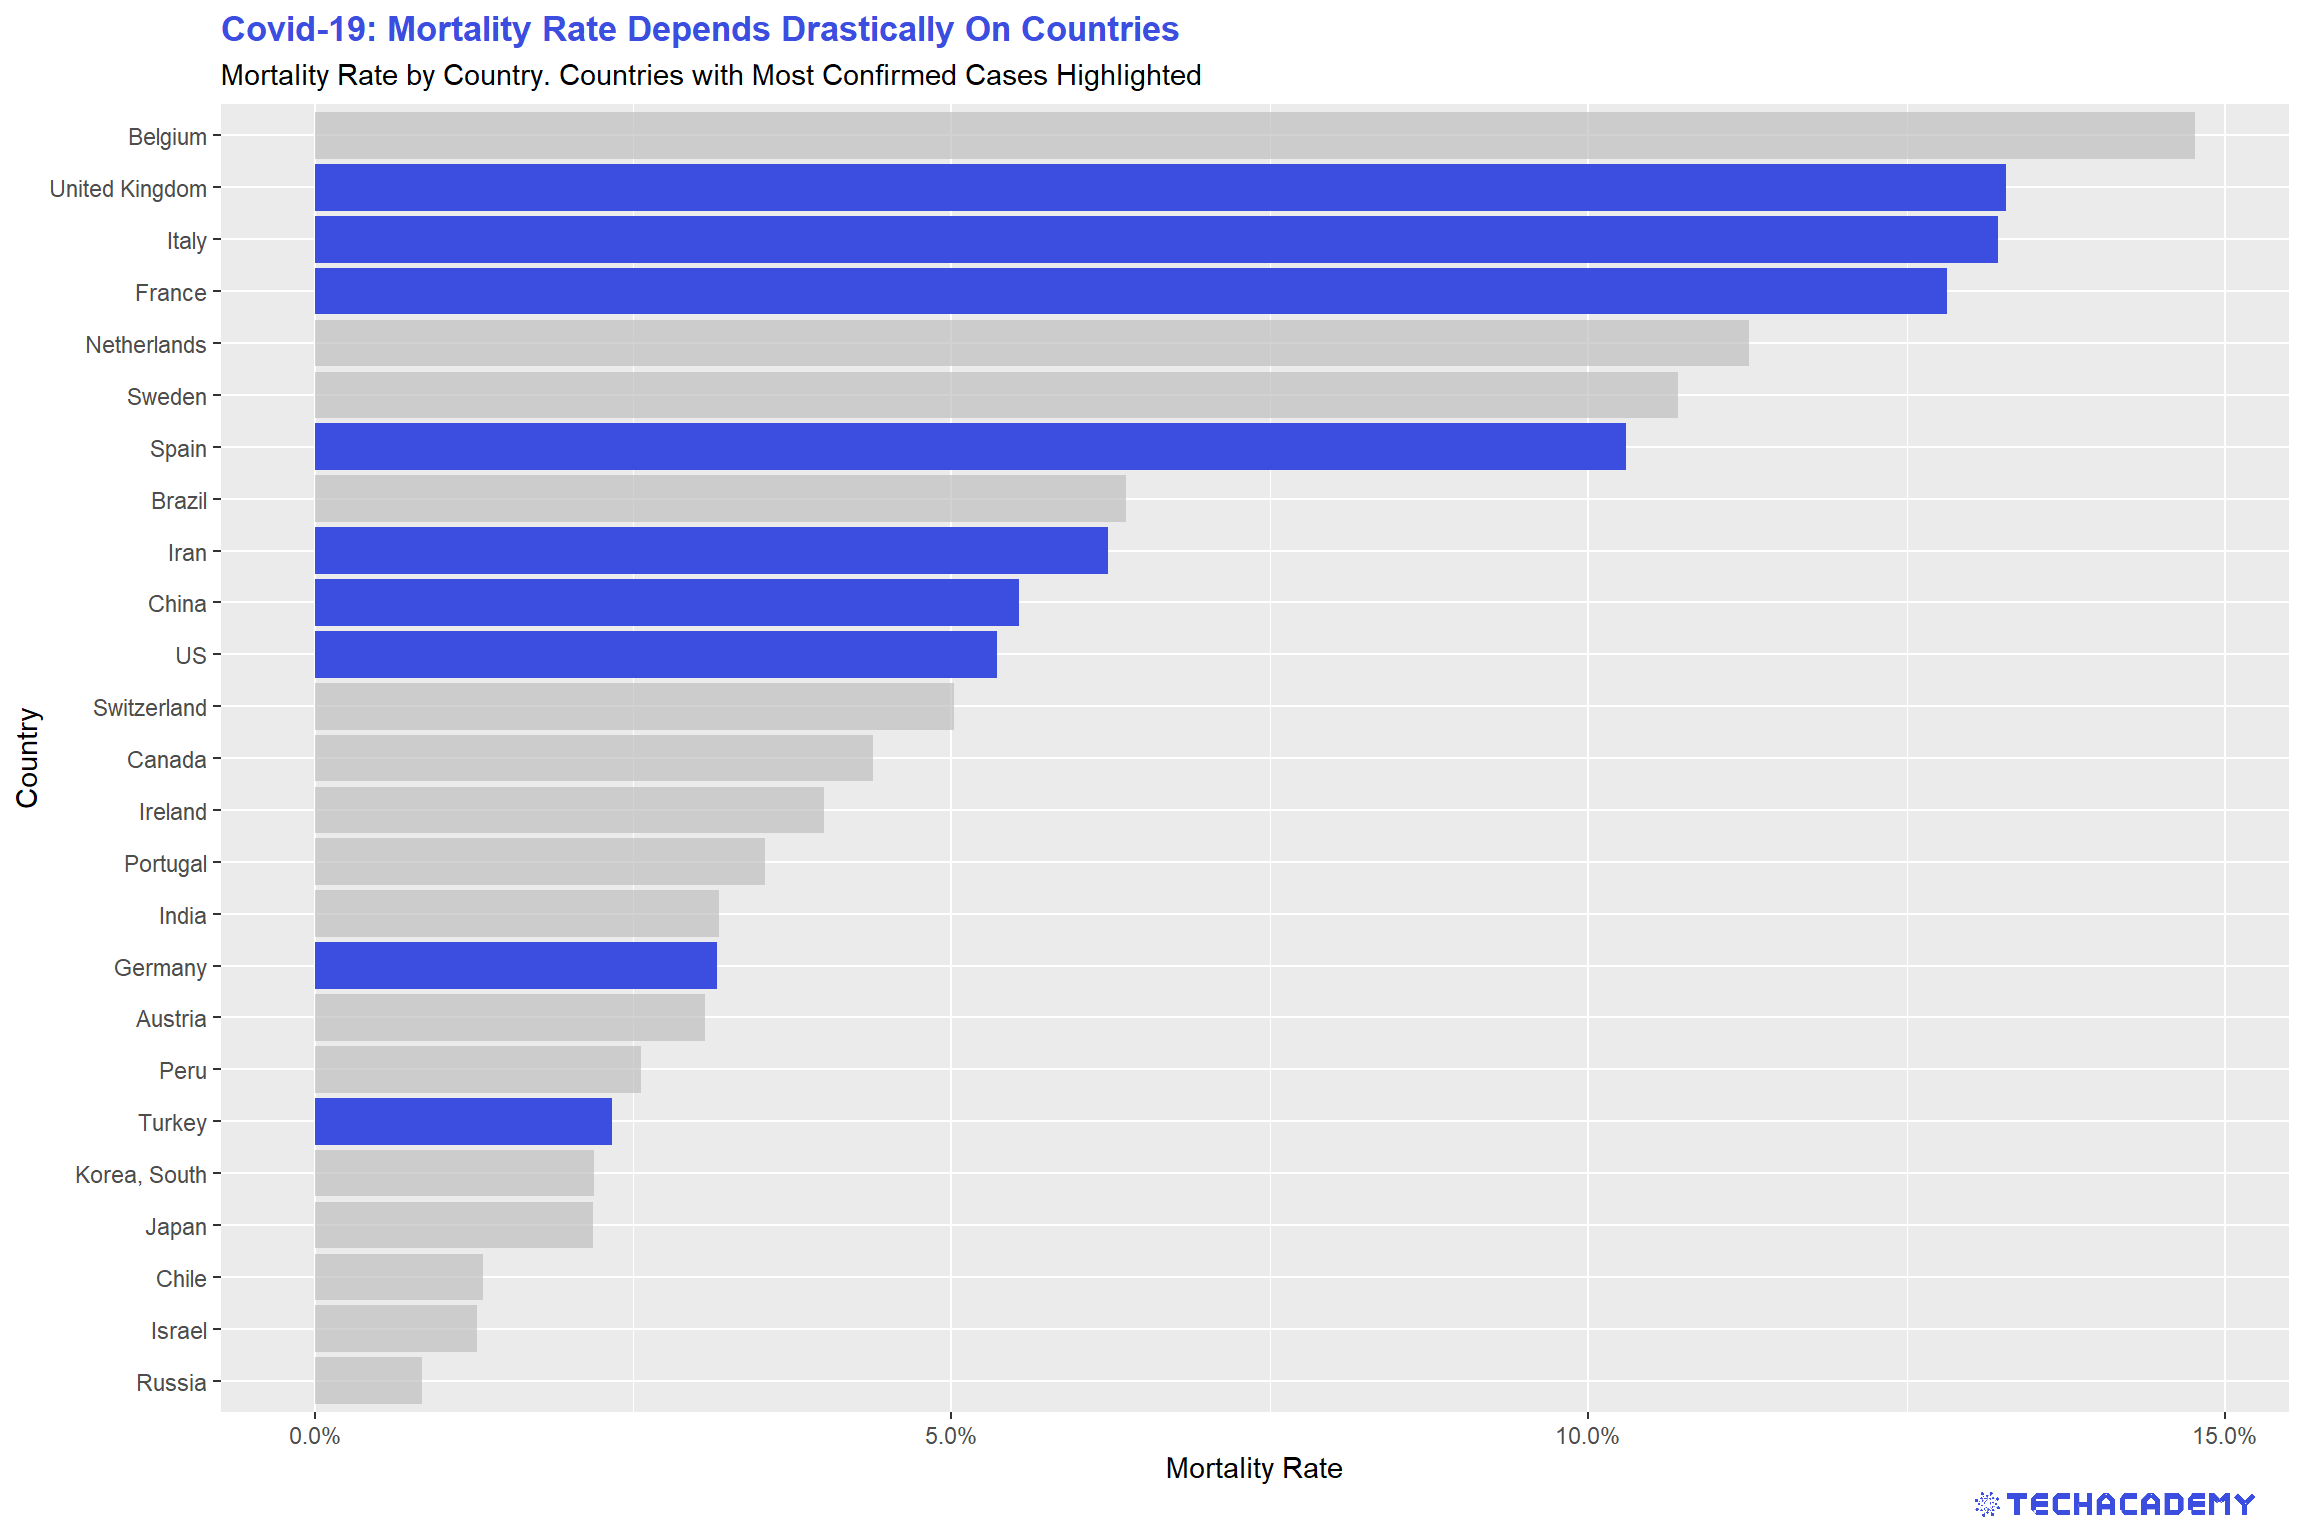 Covid-19: Mortality Rate Depends Drastically On Countries
Mortality Rate by Country. Countries with Most Confirmed Cases Highlighted
Country
Belgium
United Kingdom
Italy
France
Netherlands
Sweden
Spain
Brazil
Iran
China
US
Switzerland
Canada
Ireland
Portugal
India
Germany
Austria
Peru
Turkey
Korea, South
Japan
Chile
Israel
Russia
0.0% 5.0% 10.0% 15.0%
Mortality Rate
TECHACADEMY